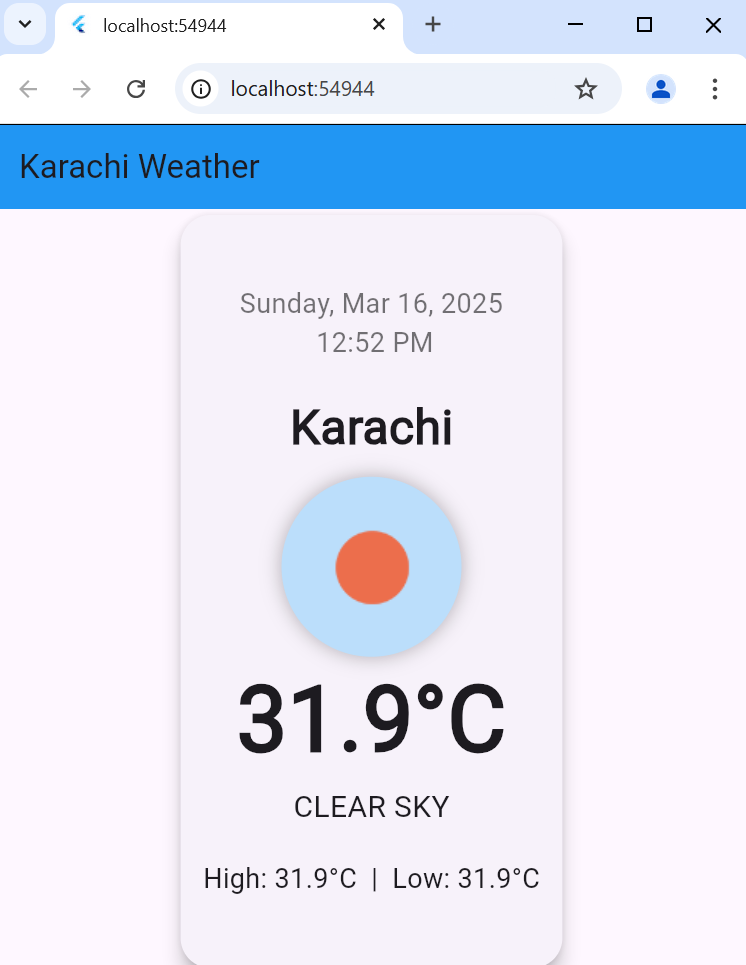 localhost:54944
localhost:54944
Karachi Weather
Sunday, Mar 16, 2025
12:52 PM
Karachi
31.9°C
CLEAR SKY
High: 31.9°C | Low: 31.9°C